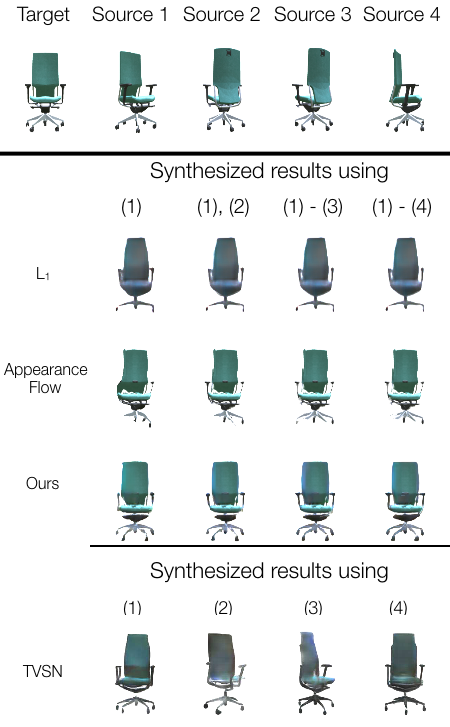 Target Source 1 Source 2 Source 3 Source 4
Synthesized results using
(1) (1), (2) (1) - (3) (1) - (4)
L₁
Appearance
Flow
Ours
Synthesized results using
(1) (2) (3) (4)
TVSN